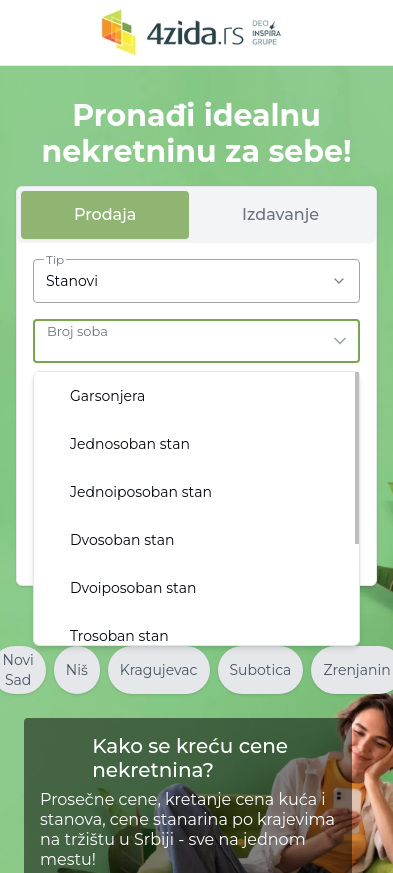 4zida.rs
DEO
INSPIRA
GRUPE
Pronađi idealnu
nekretninu za sebe!
Prodaja
Izdavanje
Tip
Stanovi
Broj soba
Garsonjera
Jednosoban stan
Jednoiposoban stan
Dvosoban stan
Dvoiposoban stan
Trosoban stan
Novi
Sad
Niš
Kragujevac
Subotica
Zrenjanin
Kako se kreću cene
nekretnina?
Prosečne cene, kretanje cena kuća i
stanova, cene stanarina po krajevima
na tržištu u Srbiji - sve na jednom
mestu!